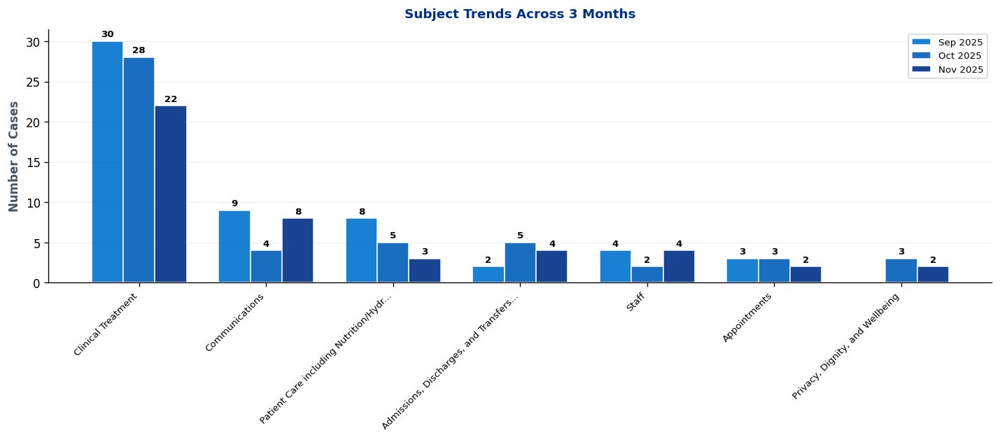 Subject Trends Across 3 Months
Number of Cases
30
25
20
15
10
5
0
30
28
22
9
4
8
8
5
3
2
5
4
4
2
4
3
3
2
3
2
Sep 2025
Oct 2025
Nov 2025
Clinical Treatment
Communications
Patient Care including Nutrition/Hydr...
Admissions, Discharges, and Transfers...
Staff
Appointments
Privacy, Dignity, and Wellbeing